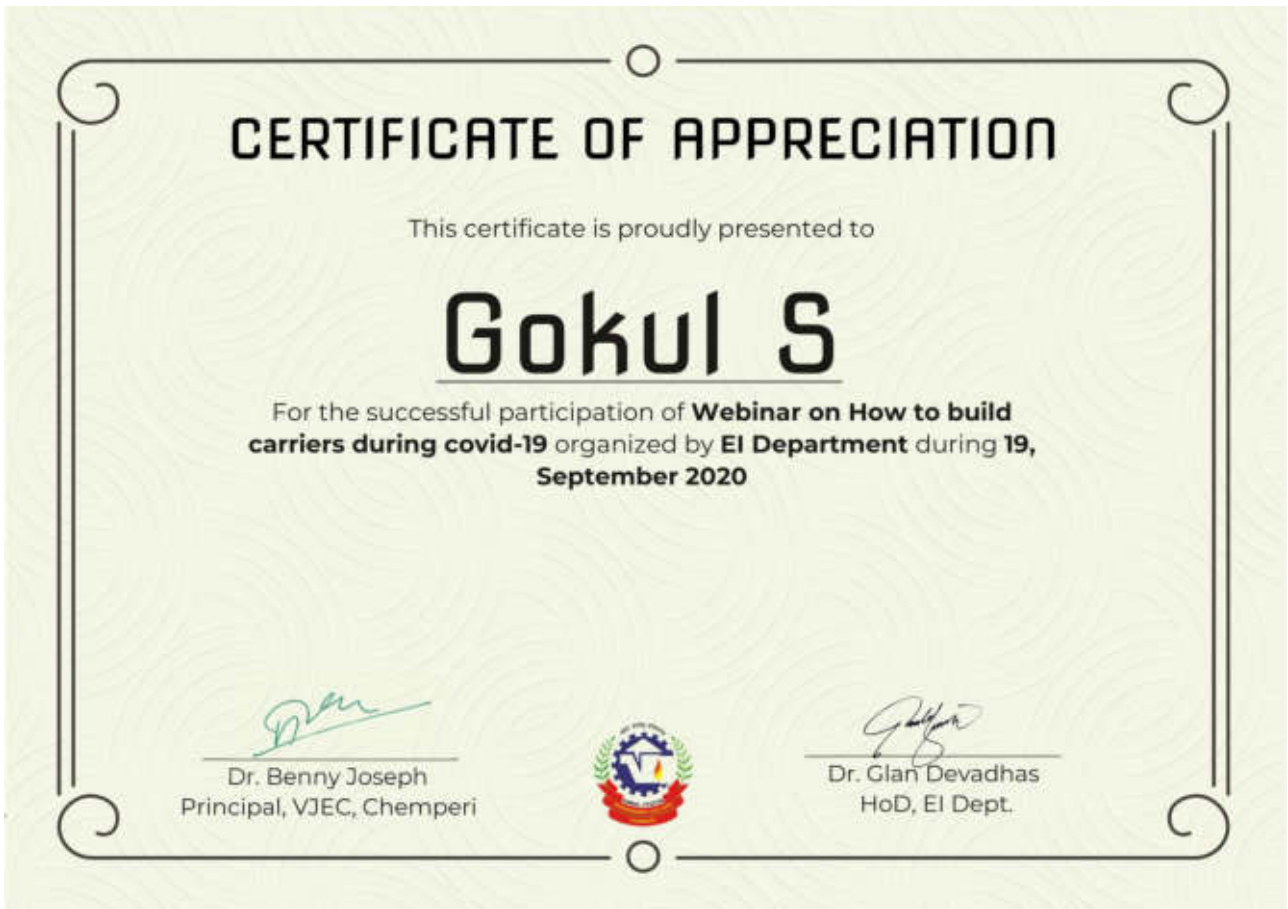 CERTIFICATE OF APPRECIATION
This certificate is proudly presented to
Gokul S
For the successful participation of Webinar on How to build
carriers during covid-19 organized by EI Department during 19,
September 2020
Dr. Benny Joseph
Principal, VJEC, Chemperi
Dr. Glan Devadhas
HoD, EI Dept.